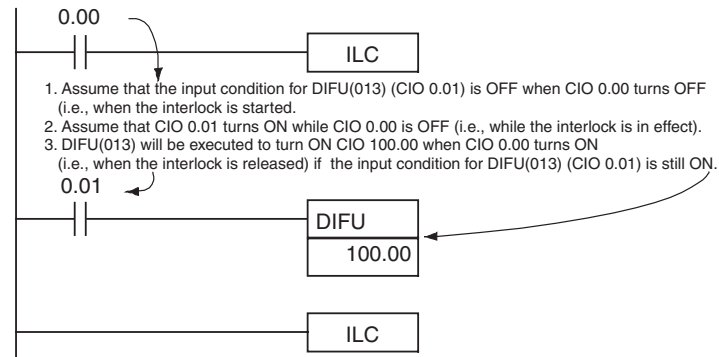 0.00
ILC
1. Assume that the input condition for DIFU(013) (CIO 0.01) is OFF when CIO 0.00 turns OFF
(i.e., when the interlock is started.
2. Assume that CIO 0.01 turns ON while CIO 0.00 is OFF (i.e., while the interlock is in effect).
3. DIFU(013) will be executed to turn ON CIO 100.00 when CIO 0.00 turns ON
(i.e., when the interlock is released) if the input condition for DIFU(013) (CIO 0.01) is still ON.
0.01
DIFU
100.00
ILC